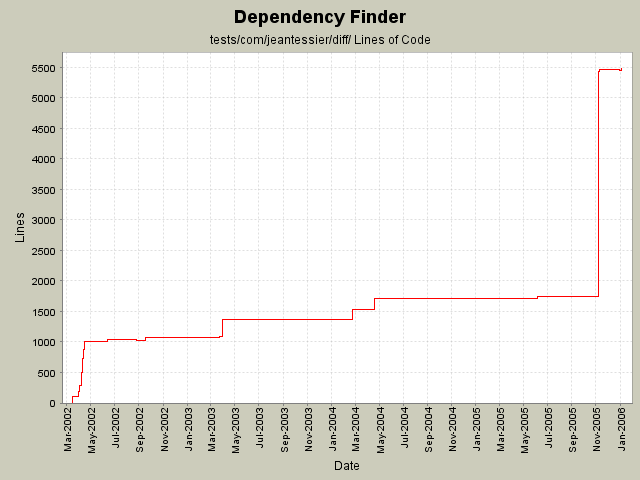 Dependency Finder
tests/com/jeantessier/diff/ Lines of Code
Lines
5500
5000
4500
4000
3500
3000
2500
2000
1500
1000
500
0
Mar-2002
May-2002
Jul-2002
Sep-2002
Nov-2002
Jan-2003
Mar-2003
May-2003
Jul-2003
Sep-2003
Nov-2003
Jan-2004
Mar-2004
May-2004
Jul-2004
Sep-2004
Nov-2004
Jan-2005
Mar-2005
May-2005
Jul-2005
Sep-2005
Nov-2005
Jan-2006
Date